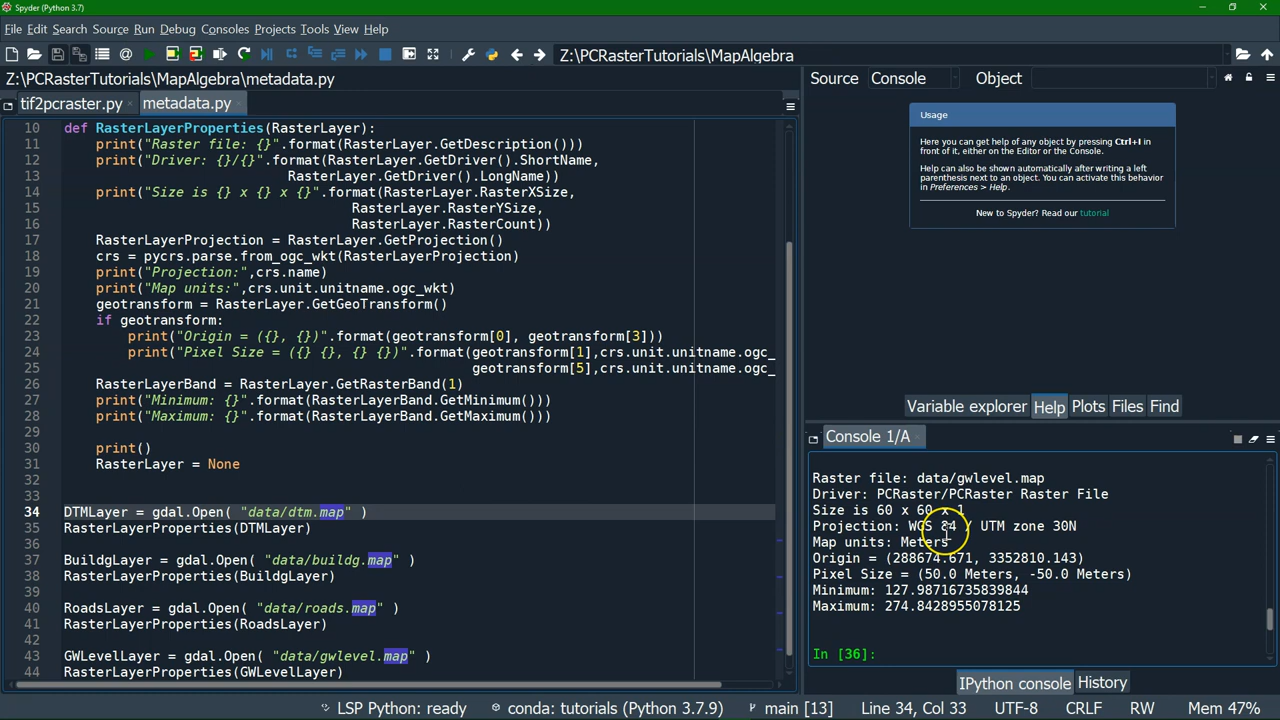 Spyder (Python 3.7)
File Edit Search Source Run Debug Consoles Projects Tools View Help
Z:\PCRasterTutorials\MapAlgebra
Z:\PCRasterTutorials\MapAlgebra\metadata.py
tif2pcraster.py
metadata.py
10 def RasterLayerProperties(RasterLayer):
11 print("Raster file: {}".format(RasterLayer.GetDescription()))
12 print("Driver: {}/{}".format(RasterLayer.GetDriver().ShortName,
13 RasterLayer.GetDriver().LongName))
14 print("Size is {} x {} x {}".format(RasterLayer.RasterXSize,
15 RasterLayer.RasterYSize,
16 RasterLayer.RasterCount))
17 RasterLayerProjection = RasterLayer.GetProjection()
18 crs = pycrs.parse.from_ogc_wkt(RasterLayerProjection)
19 print("Projection:",crs.name)
20 print("Map units:",crs.unit.unitname.ogc_wkt)
21 geotransform = RasterLayer.GetGeoTransform()
22 if geotransform:
23 print("Origin = ({}, {})".format(geotransform[0], geotransform[3]))
24 print("Pixel Size = ({} {}, {} {})".format(geotransform[1],crs.unit.unitname.ogc_
25 geotransform[5],crs.unit.unitname.ogc_
26 RasterLayerBand = RasterLayer.GetRasterBand(1)
27 print("Minimum: {}".format(RasterLayerBand.GetMinimum()))
28 print("Maximum: {}".format(RasterLayerBand.GetMaximum()))
29
30 print()
31 RasterLayer = None
32
33
34 DTMLayer = gdal.Open( "data/dtm.map" )
35 RasterLayerProperties(DTMLayer)
36
37 BuildgLayer = gdal.Open( "data/buildg.map" )
38 RasterLayerProperties(BuildgLayer)
39
40 RoadsLayer = gdal.Open( "data/roads.map" )
41 RasterLayerProperties(RoadsLayer)
42
43 GWLevelLayer = gdal.Open( "data/gwlevel.map" )
44 RasterLayerProperties(GWLevelLayer)
Source Console Object
Usage
Here you can get help of any object by pressing Ctrl+I in
front of it, either on the Editor or the Console.
Help can also be shown automatically after writing a left
parenthesis next to an object. You can activate this behavior
in Preferences > Help.
New to Spyder? Read our tutorial
Variable explorer Help Plots Files Find
Console 1/A
Raster file: data/gwlevel.map
Driver: PCRaster/PCRaster Raster File
Size is 60 x 60 x 1
Projection: WGS 84 / UTM zone 30N
Map units: Meters
Origin = (288674.671, 3352810.143)
Pixel Size = (50.0 Meters, -50.0 Meters)
Minimum: 127.98716735839844
Maximum: 274.8428955078125
In [36]:
IPython console History
LSP Python: ready conda: tutorials (Python 3.7.9) main [13] Line 34, Col 33 UTF-8 CRLF RW Mem 47%